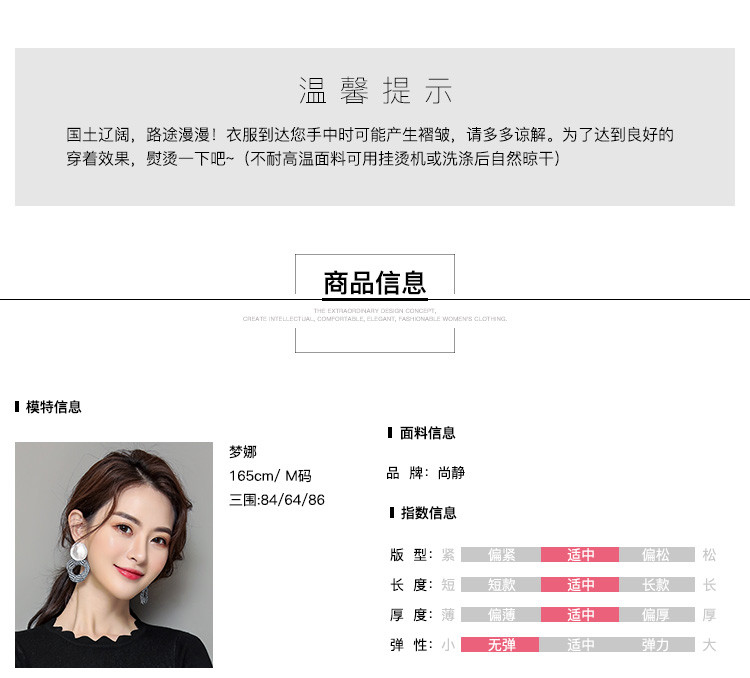 温馨提示
国土辽阔，路途漫漫！衣服到达您手中时可能产生褶皱，请多多谅解。为了达到良好的
穿着效果，熨烫一下吧~（不耐高温面料可用挂烫机或洗涤后自然晾干）
商品信息
THE EXTRAORDINARY DESIGN CONCEPT,
CREATE INTELLECTUAL, COMFORTABLE, ELEGANT, FASHIONABLE WOMEN'S CLOTHING.
模特信息
梦娜
165cm/ M码
三围:84/64/86
面料信息
品 牌：尚静
指数信息
版 型：紧 偏紧 适中 偏松 松
长 度：短 短款 适中 长款 长
厚 度：薄 偏薄 适中 偏厚 厚
弹 性：小 无弹 适中 弹力 大